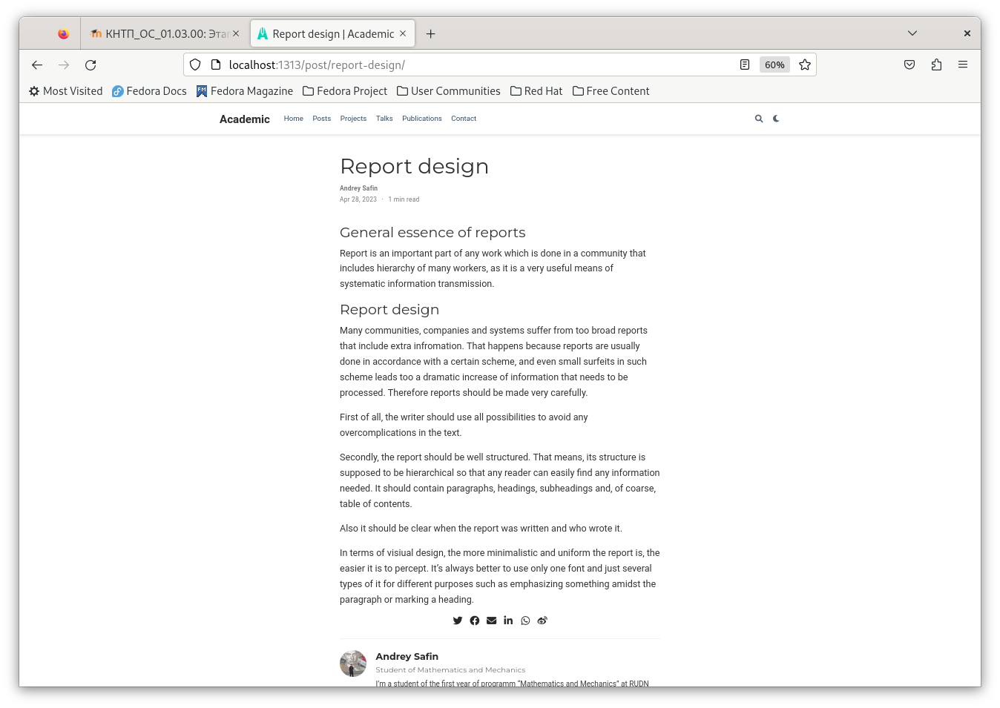 КНТП_ОС_01.03.00: Эта
Report design | Academic
localhost:1313/post/report-design/
60%
Most Visited
Fedora Docs
Fedora Magazine
Fedora Project
User Communities
Red Hat
Free Content
Academic
Home
Posts
Projects
Talks
Publications
Contact
Report design
Andrey Safin
Apr 28, 2023 · 1 min read
General essence of reports
Report is an important part of any work which is done in a community that
includes hierarchy of many workers, as it is a very useful means of
systematic information transmission.
Report design
Many communities, companies and systems suffer from too broad reports
that include extra infromation. That happens because reports are usually
done in accordance with a certain scheme, and even small surfeits in such
scheme leads too a dramatic increase of information that needs to be
processed. Therefore reports should be made very carefully.
First of all, the writer should use all possibilities to avoid any
overcomplications in the text.
Secondly, the report should be well structured. That means, its structure is
supposed to be hierarchical so that any reader can easily find any information
needed. It should contain paragraphs, headings, subheadings and, of coarse,
table of contents.
Also it should be clear when the report was written and who wrote it.
In terms of visiual design, the more minimalistic and uniform the report is, the
easier it is to percept. It's always better to use only one font and just several
types of it for different purposes such as emphasizing something amidst the
paragraph or marking a heading.
Andrey Safin
Student of Mathematics and Mechanics
I'm a student of the first year of programm “Mathematics and Mechanics” at RUDN